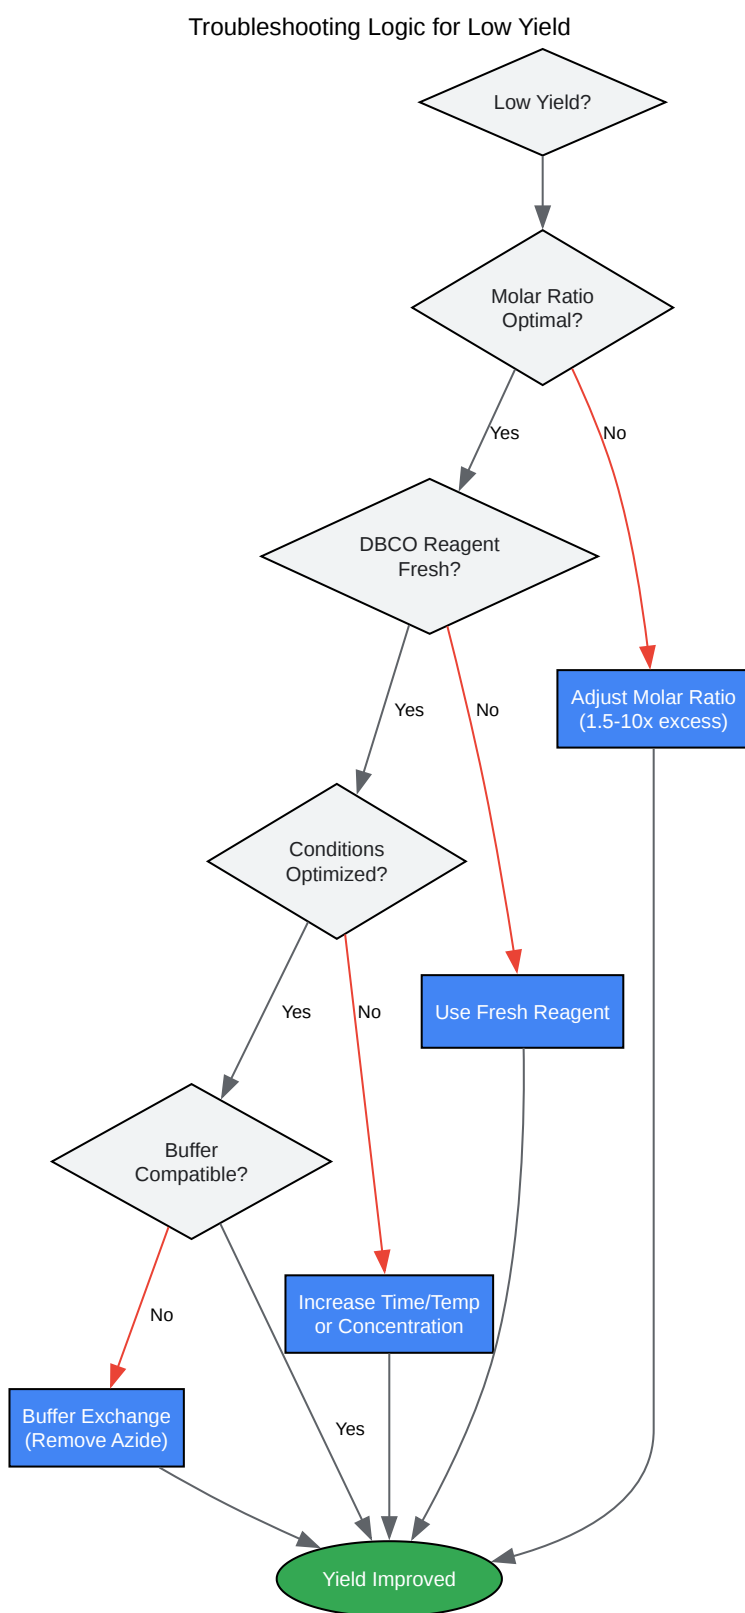 Troubleshooting Logic for Low Yield
Low Yield?
Molar Ratio
Optimal?
Yes
No
DBCO Reagent
Fresh?
Adjust Molar Ratio
(1.5-10x excess)
Yes
No
Conditions
Optimized?
Use Fresh Reagent
Yes
No
Buffer
Compatible?
Increase Time/Temp
or Concentration
No
Buffer Exchange
(Remove Azide)
Yes
Yield Improved